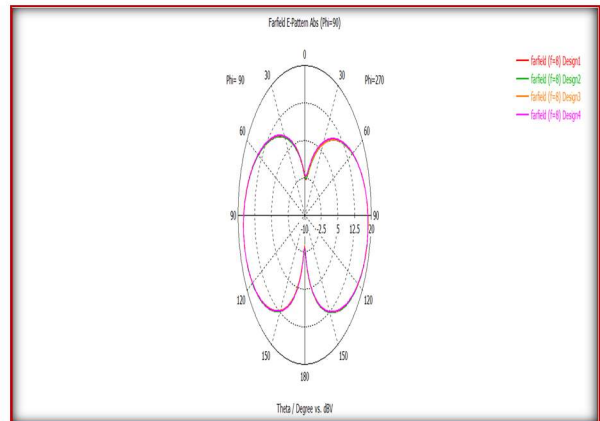 Farfield E-Pattern Abs (Phi=90)
0
Phi= 90 30 30 Phi=270
farfield (f=8) Design1
farfield (f=8) Design2
farfield (f=8) Design3
farfield (f=8) Design4
60 60
90 90
-10 -2.5 5 12.5 20
120 120
150 150
180
Theta / Degree vs. dBV